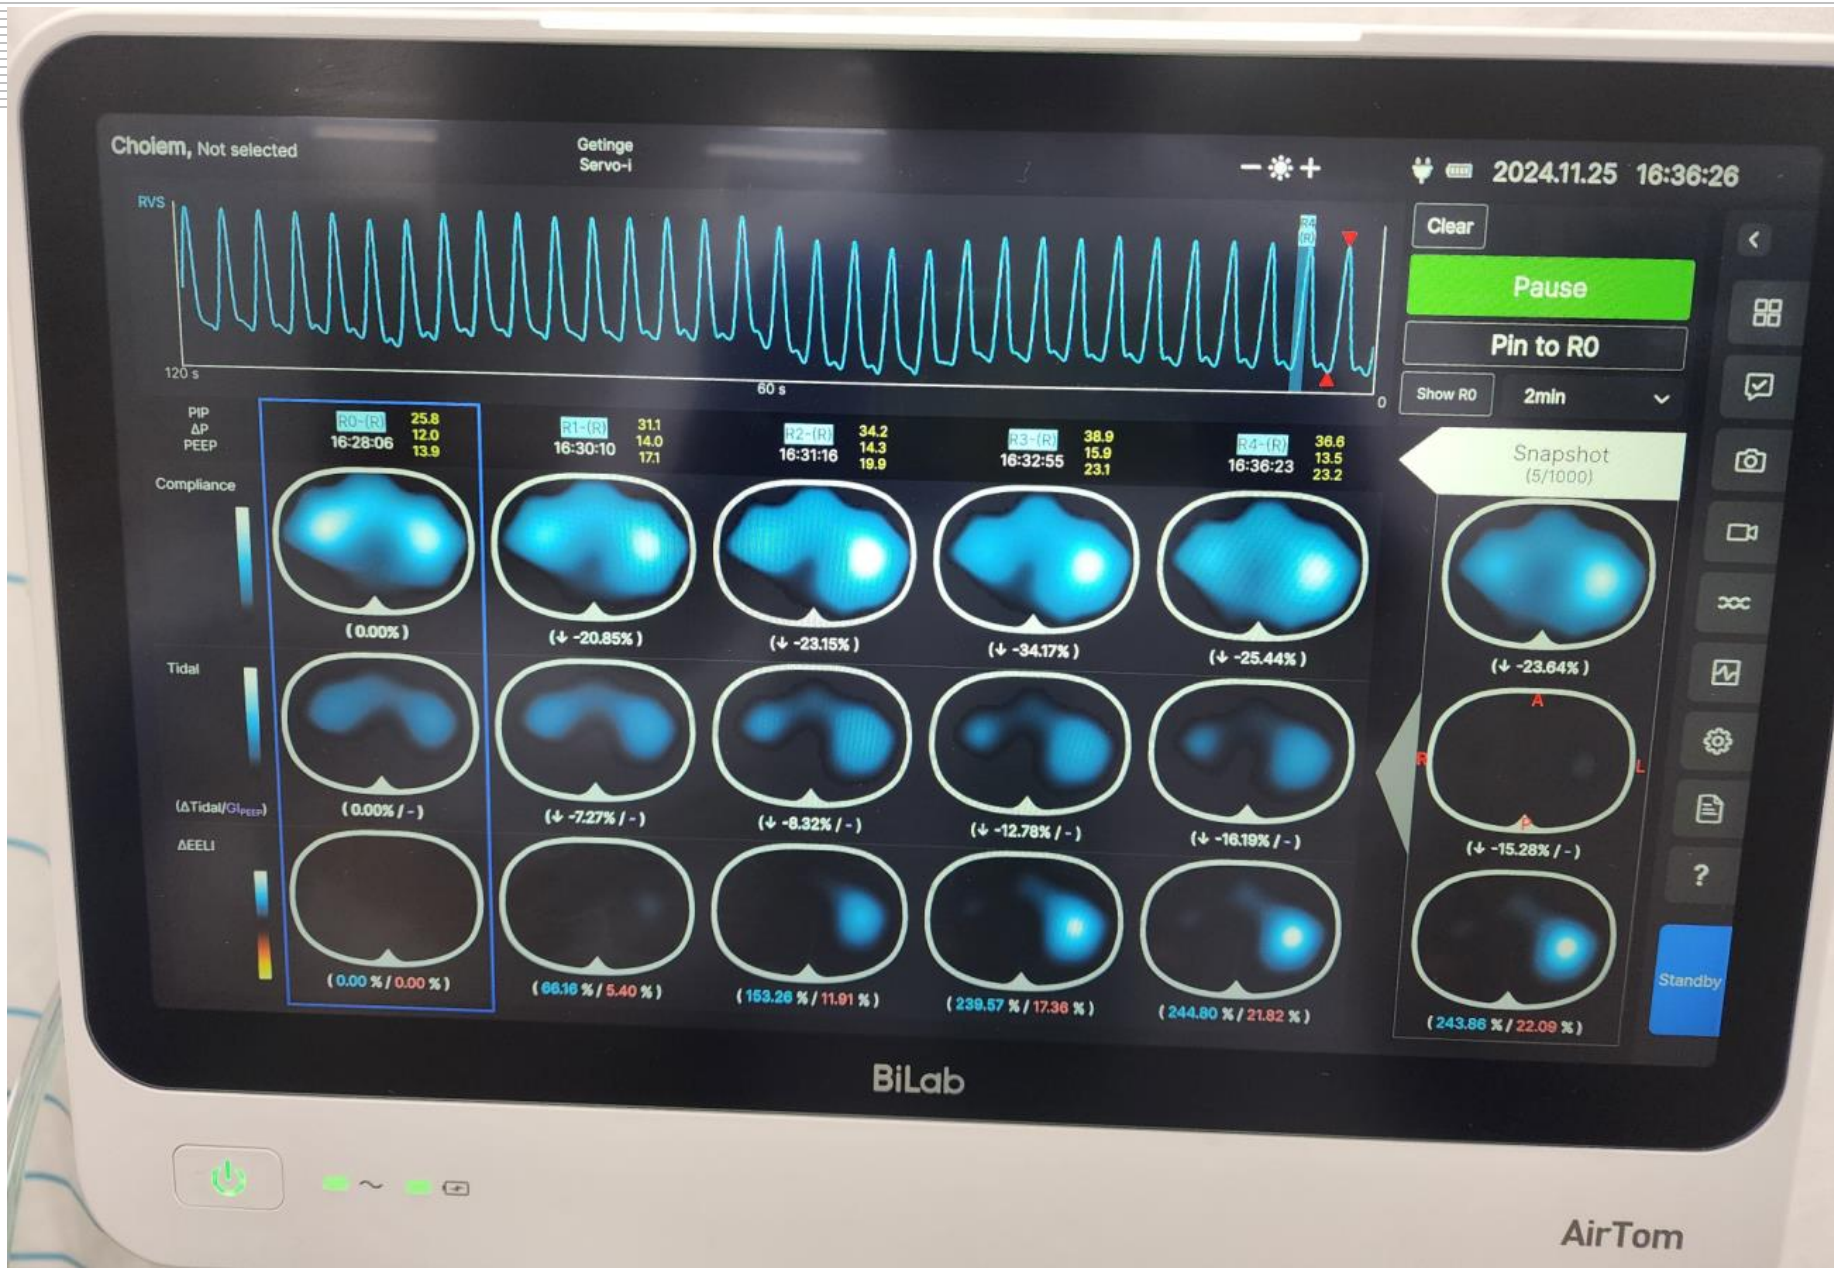 Cholem, Not selected
Getinge
Servo-i
2024.11.25 16:36:26
RVS
R4
(R)
120 s
60 s
0
Clear
Pause
Pin to R0
Show R0
2min
PIP
ΔP
PEEP
R0-(R)
16:28:06
25.8
12.0
13.9
R1-(R)
16:30:10
31.1
14.0
17.1
R2-(R)
16:31:16
34.2
14.3
19.9
R3-(R)
16:32:55
38.9
15.9
23.1
R4-(R)
16:36:23
36.6
13.5
23.2
Snapshot
(5/1000)
Compliance
(0.00%)
(↓ -20.85%)
(↓ -23.15%)
(↓ -34.17%)
(↓ -25.44%)
(↓ -23.64%)
Tidal
A
R
L
P
(ΔTidal/GIPEEP)
(0.00% / -)
(↓ -7.27% / -)
(↓ -8.32% / -)
(↓ -12.78% / -)
(↓ -16.19% / -)
(↓ -15.28% / -)
ΔEELI
(0.00 % / 0.00 %)
(66.16 % / 5.40 %)
(153.26 % / 11.91 %)
(239.57 % / 17.36 %)
(244.80 % / 21.82 %)
(243.86 % / 22.09 %)
?
Standby
BiLab
AirTom